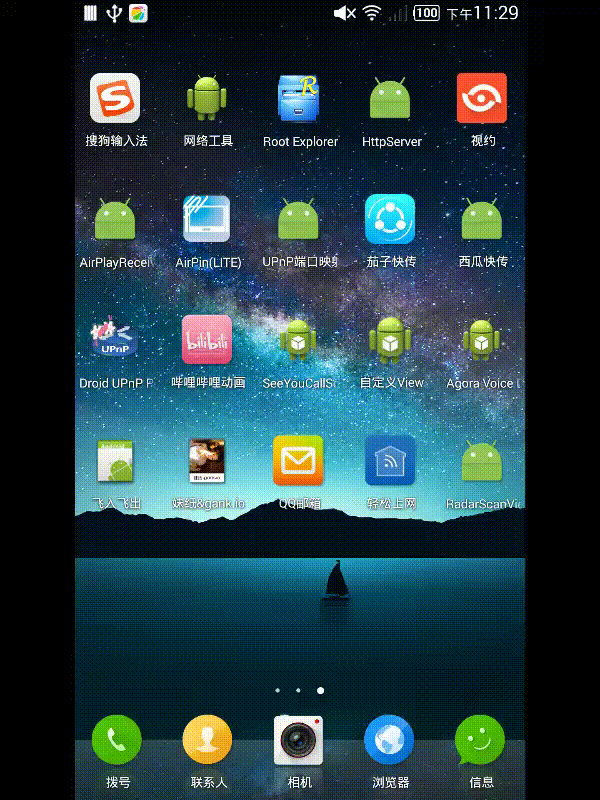 100 下午11:29
搜狗输入法 网络工具 Root Explorer HttpServer 视约
AirPlayRecei AirPin(LITE) UPnP端口映射 茄子快传 西瓜快传
UPnP bilibili
Droid UPnP P 哔哩哔哩动画 SeeYouCallS 自定义View Agora Voice
飞入飞出 妹纸&gank.io QQ邮箱 轻松上网 RadarScanVi
拨号 联系人 相机 浏览器 信息